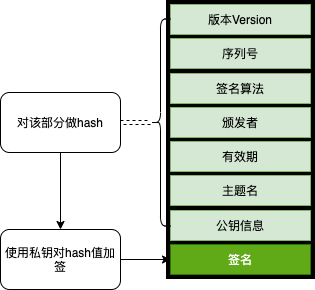 版本Version
序列号
签名算法
颁发者
有效期
主题名
公钥信息
签名
对该部分做hash
使用私钥对hash值加
签